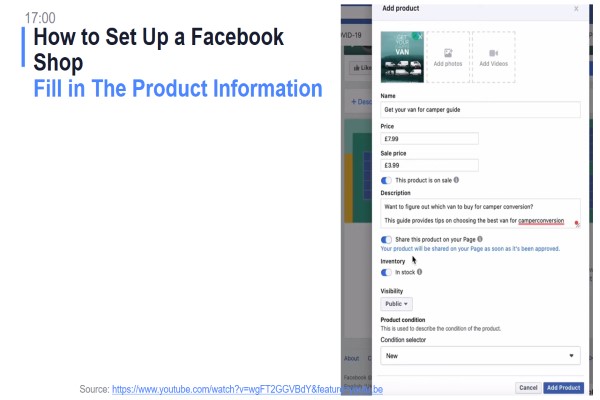 17:00
How to Set Up a Facebook
Shop
Fill in The Product Information
Add product
X
GET
YOUR
VAN
Add photos
Add Videos
Like
Name
Get your van for camper guide
Price
£7.99
Sale price
£3.99
This product is on sale
Description
Want to figure out which van to buy for camper conversion?
This guide provides tips on choosing the best van for camperconversion
Share this product on your Page
Your product will be shared on your Page as soon as it's been approved.
Inventory
In stock
Visibility
Public
Product condition
This is used to describe the condition of the product.
Condition selector
New
About
Cancel
Add Product
Source: https://www.youtube.com/watch?v=wgFT2GGVBdY&feature=